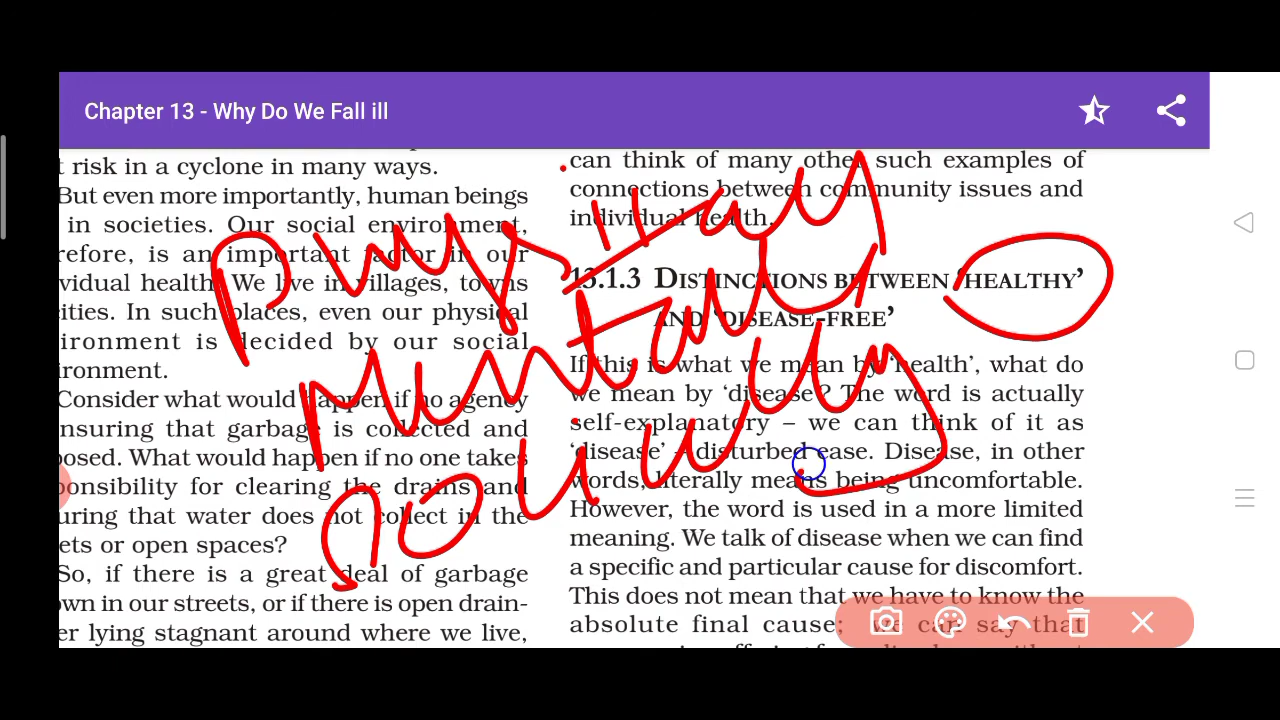 Chapter 13 - Why Do We Fall ill
t risk in a cyclone in many ways.
But even more importantly, human beings
in societies. Our social environment,
refore, is an important factor in our
vidual health. We live in villages, towns
cities. In such places, even our physical
ironment is decided by our social
ironment.
Consider what would happen if no agency
nsuring that garbage is collected and
posed. What would happen if no one takes
ponsibility for clearing the drains and
uring that water does not collect in the
ets or open spaces?
So, if there is a great deal of garbage
own in our streets, or if there is open drain-
er lying stagnant around where we live,
can think of many other such examples of
connections between community issues and
individual health.
13.1.3 DISTINCTIONS BETWEEN ‘HEALTHY’
AND ‘DISEASE-FREE’
If this is what we mean by ‘health’, what do
we mean by ‘disease’? The word is actually
self-explanatory – we can think of it as
‘disease’ – disturbed ease. Disease, in other
words, literally means being uncomfortable.
However, the word is used in a more limited
meaning. We talk of disease when we can find
a specific and particular cause for discomfort.
This does not mean that we have to know the
absolute final cause; we can say that
mentally